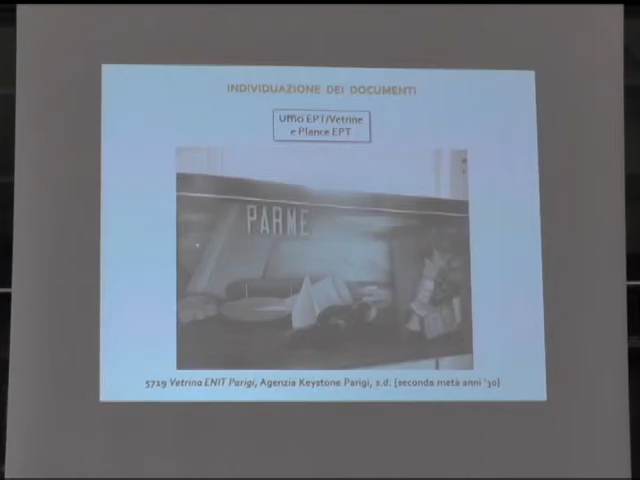 INDIVIDUAZIONE DEI DOCUMENTI
Uffici EPT/Vetrine
e Plance EPT
PARME
5729 Vetrina ENIT Parigi, Agenzia Keystone Parigi, s.d. [seconda metà anni '30]